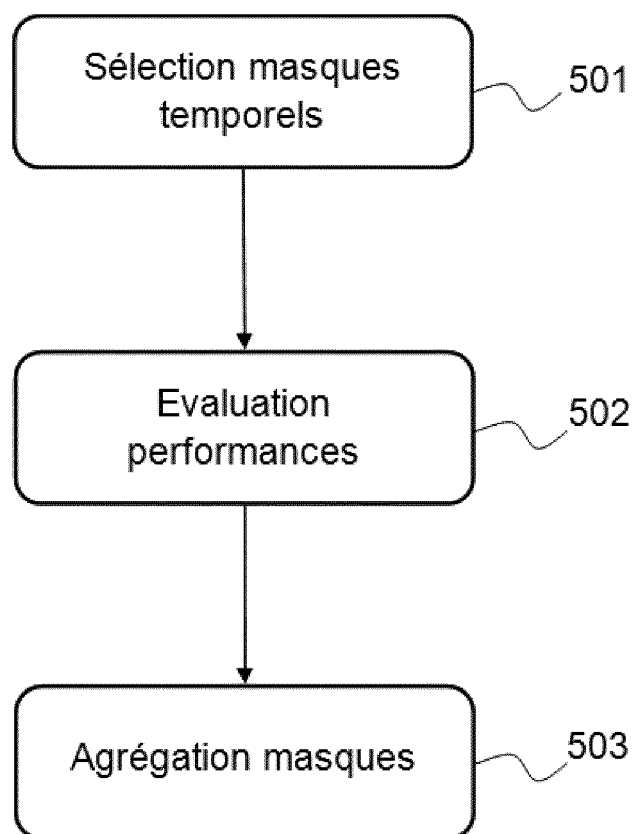 Sélection masques
temporels
501
Evaluation
performances
502
Agrégation masques
503